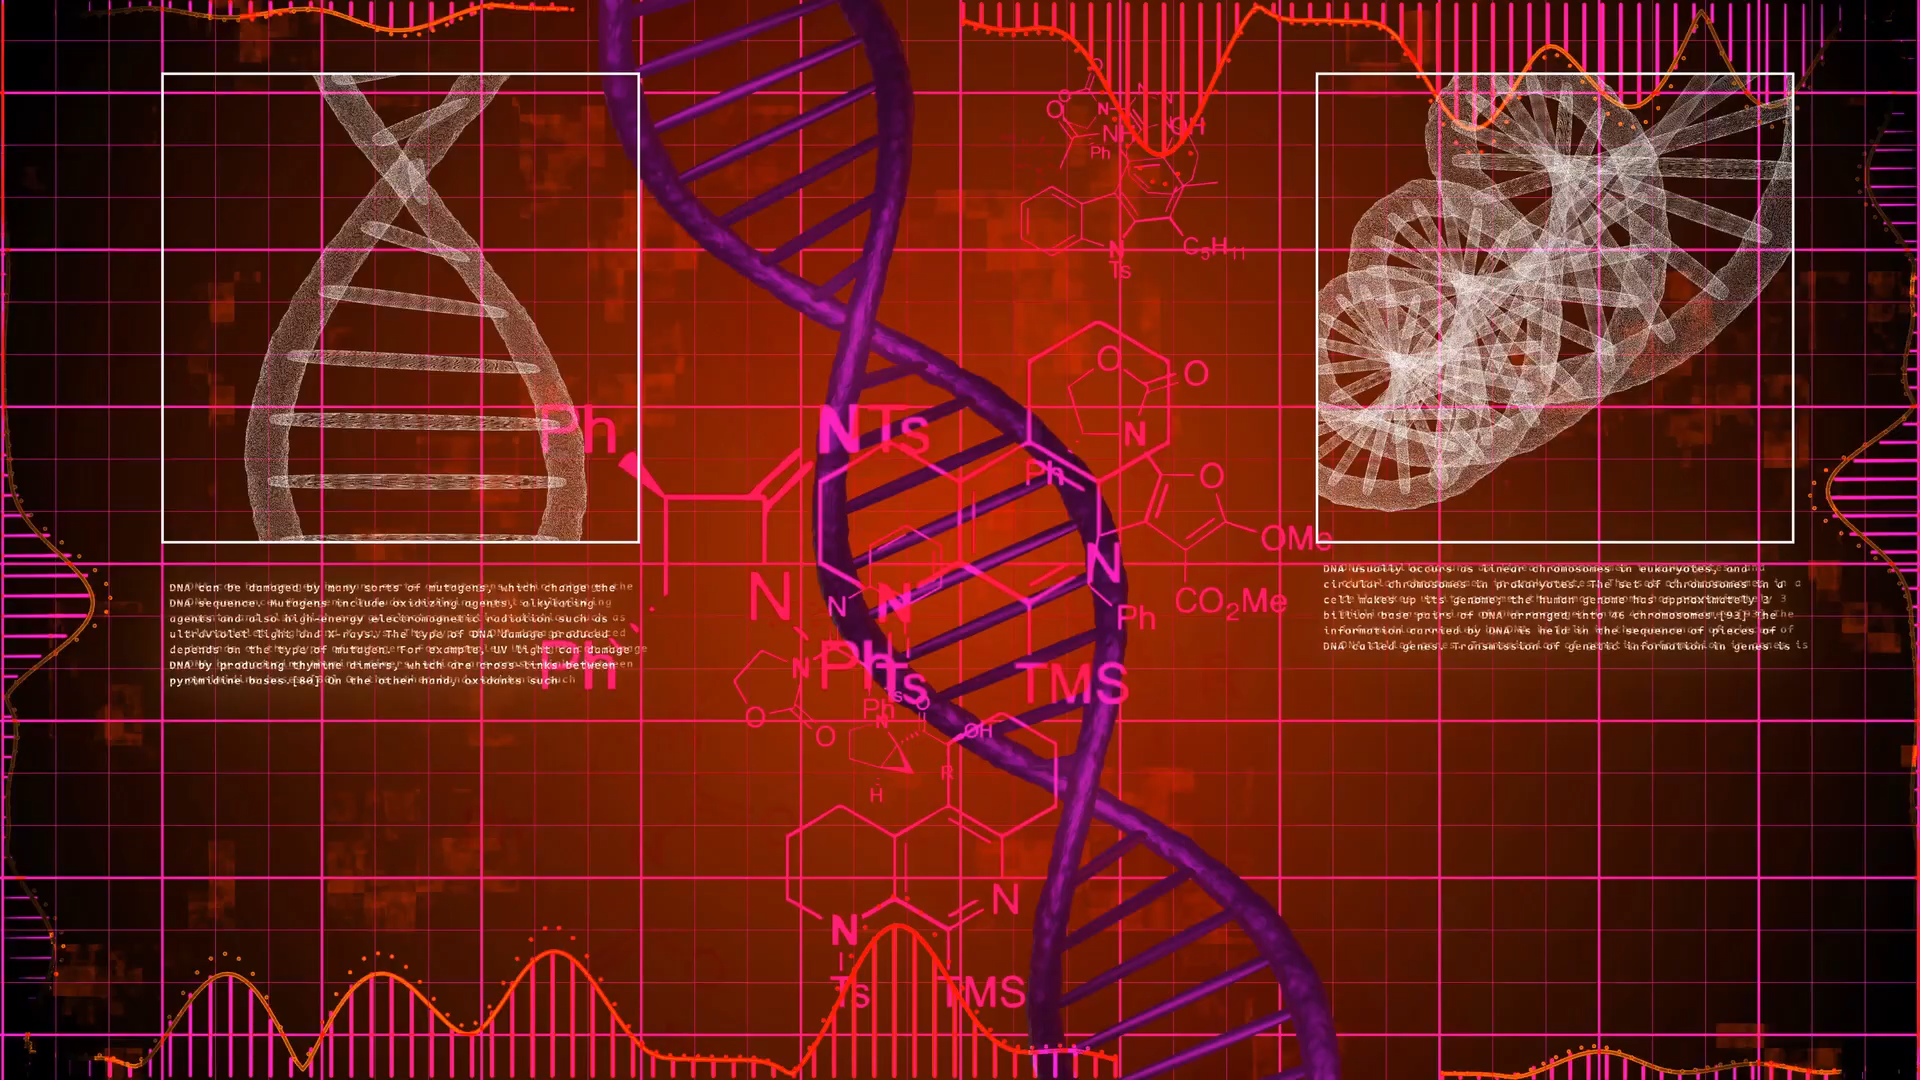 O
O
O
N
N
NH
OH
Ph
N
Ts
C5H11
O
O
Ph
NTs
N
Ph
O
OMe
N
N
N
N
CO2Me
Ph
Ph
Ph
Ts
TMS
N
O
O
Ph
Ts
O
N
OH
R
H
N
N
Ts
TMS
DNA can be damaged by many sorts of mutagens, which change the
DNA sequence. Mutagens include oxidizing agents, alkylating
agents and also high-energy electromagnetic radiation such as
ultraviolet light and X-rays. The type of DNA damage produced
depends on the type of mutagen. For example, UV light can damage
DNA by producing thymine dimers, which are cross-links between
pyrimidine bases.[80] On the other hand, oxidants such
DNA usually occurs as linear chromosomes in eukaryotes, and
circular chromosomes in prokaryotes. The set of chromosomes in a
cell makes up its genome; the human genome has approximately 3
billion base pairs of DNA arranged into 46 chromosomes.[93] The
information carried by DNA is held in the sequence of pieces of
DNA called genes. Transmission of genetic information in genes is